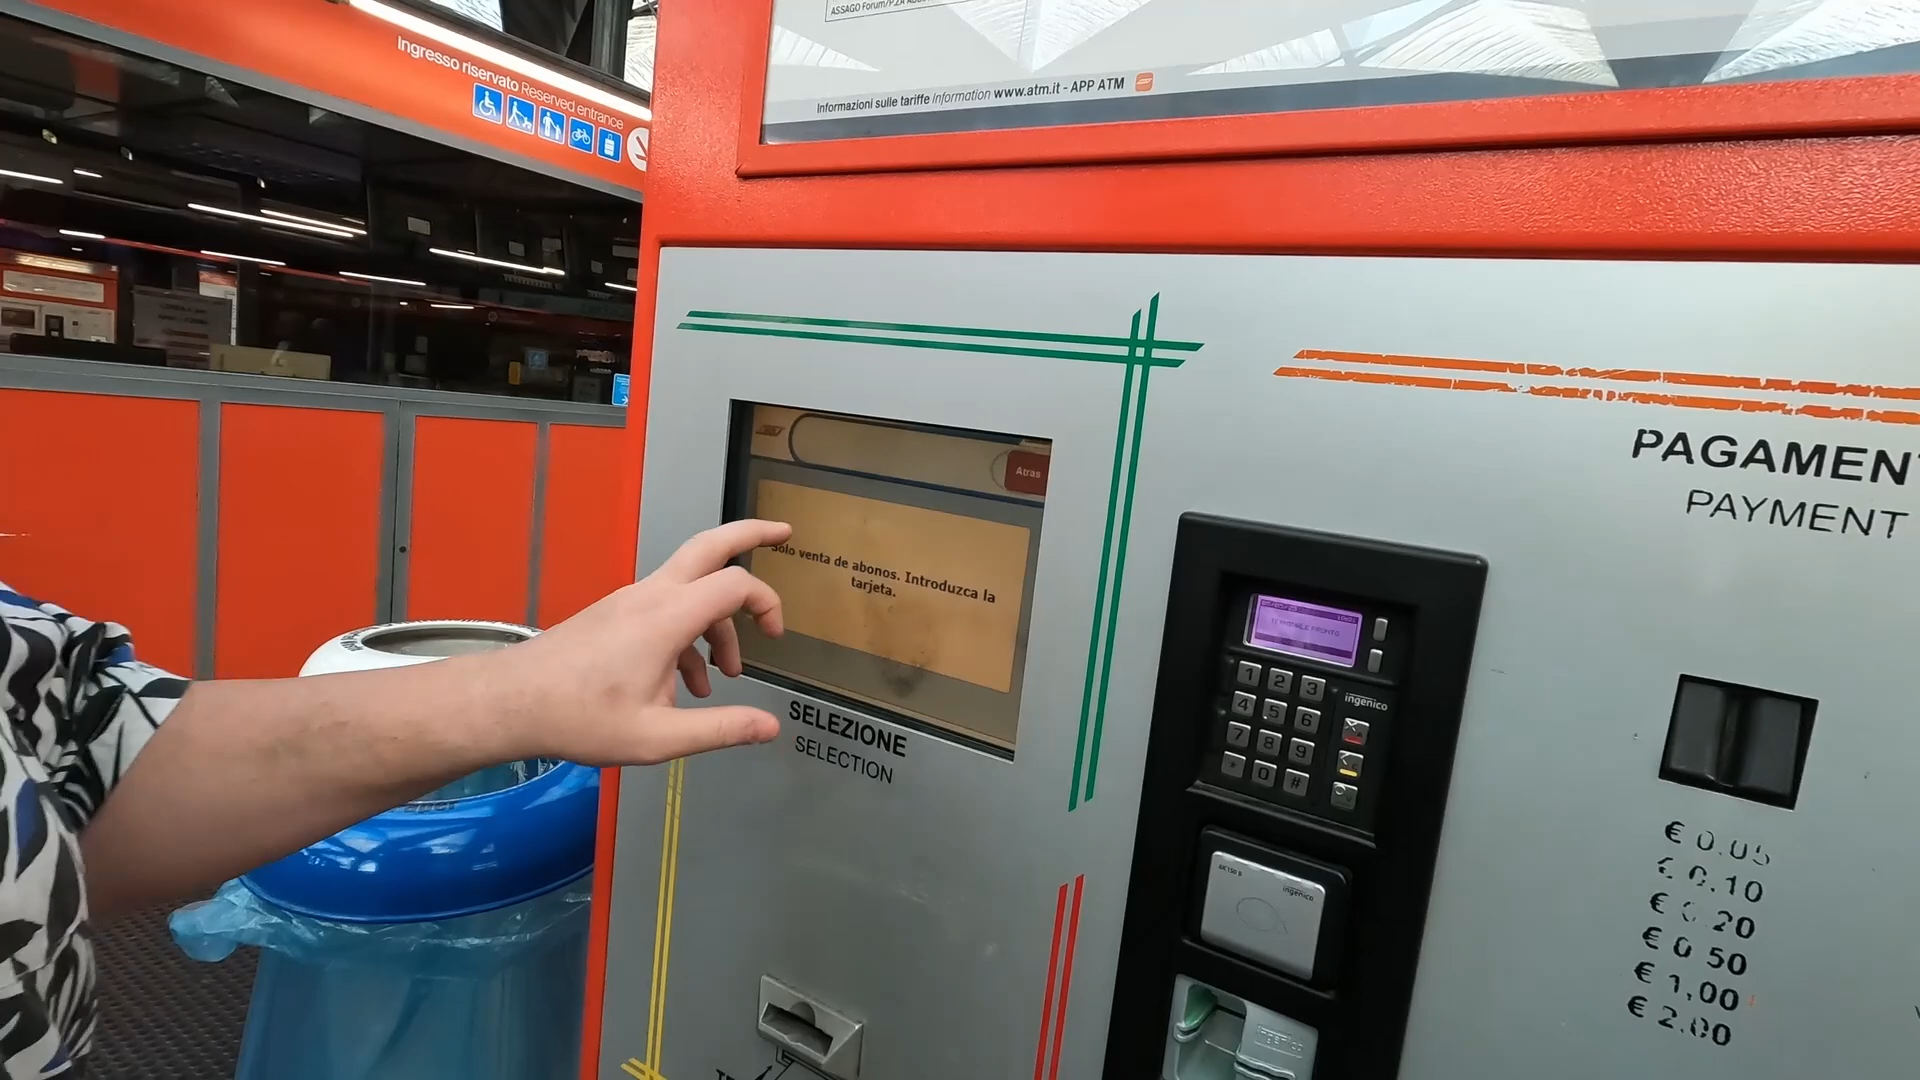 ASSAGO Forum/P.ZA
Informazioni sulle tariffe Information www.atm.it - APP ATM
Ingresso riservato Reserved entrance
Atras
Solo venta de abonos. Introduzca la
tarjeta.
SELEZIONE
SELECTION
PAGAMENT
PAYMENT
1 2 3
4 5 6
7 8 9
* 0 #
ingenico
ingenico
€ 0.05
€ 0.10
€ 0.20
€ 0.50
€ 1.00
€ 2.00